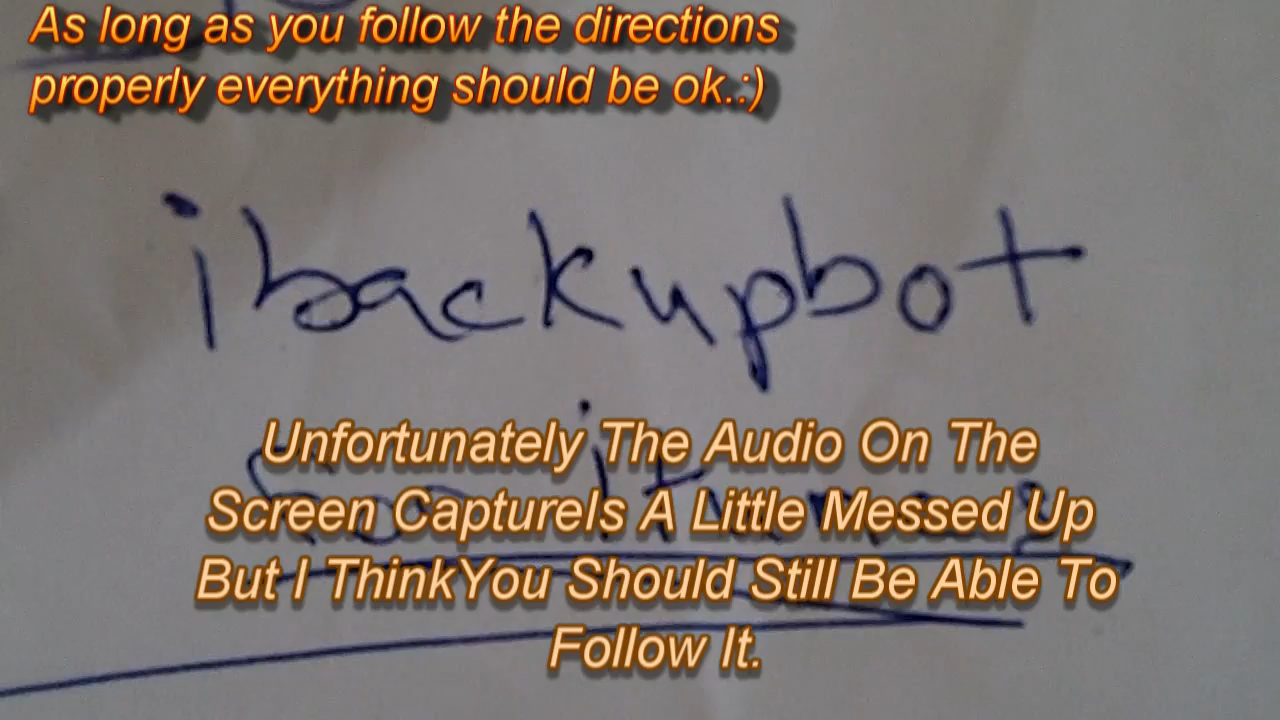 As long as you follow the directions
properly everything should be ok.:)
ibackupbot
Unfortunately The Audio On The
Screen CaptureIs A Little Messed Up
But I ThinkYou Should Still Be Able To
Follow It.